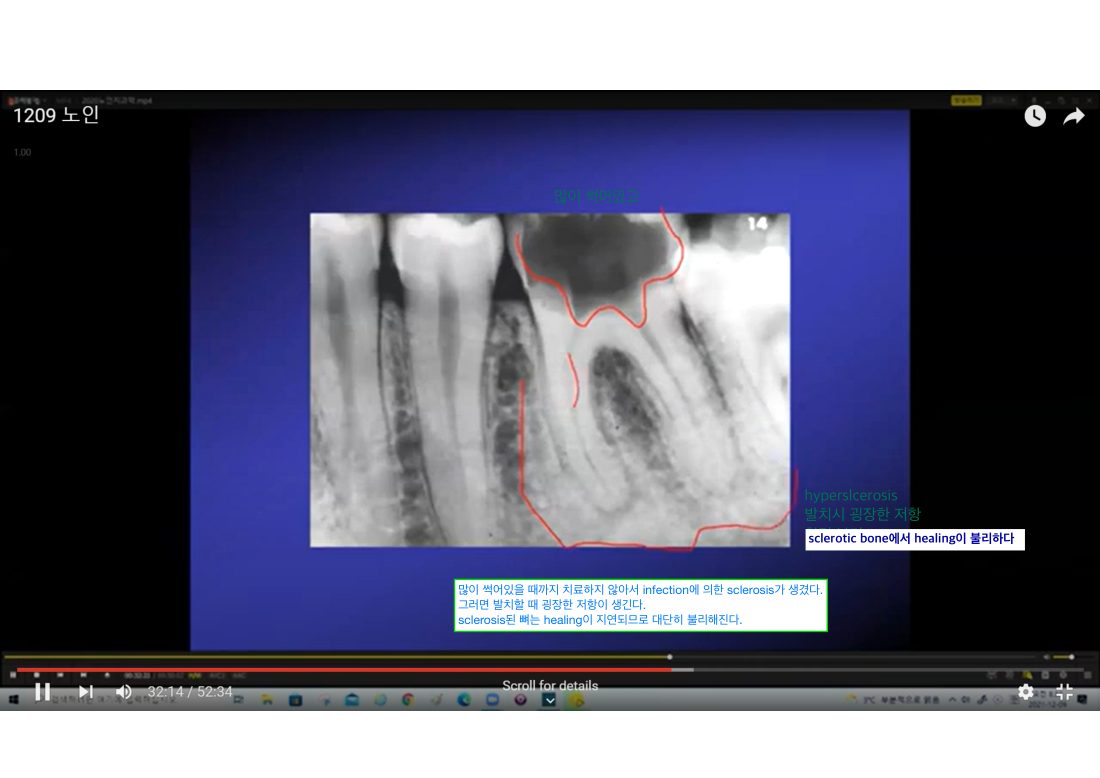 1209 노인
1.00
많이 썩어있고
14
hyperslcerosis
발치시 굉장한 저항
sclerotic bone에서 healing이 불리하다
많이 썩어있을 때까지 치료하지 않아서 infection에 의한 sclerosis가 생겼다.
그러면 발치할 때 굉장한 저항이 생긴다.
sclerosis된 뼈는 healing이 지연되므로 대단히 불리해진다.
32:14 / 52:34
Scroll for details